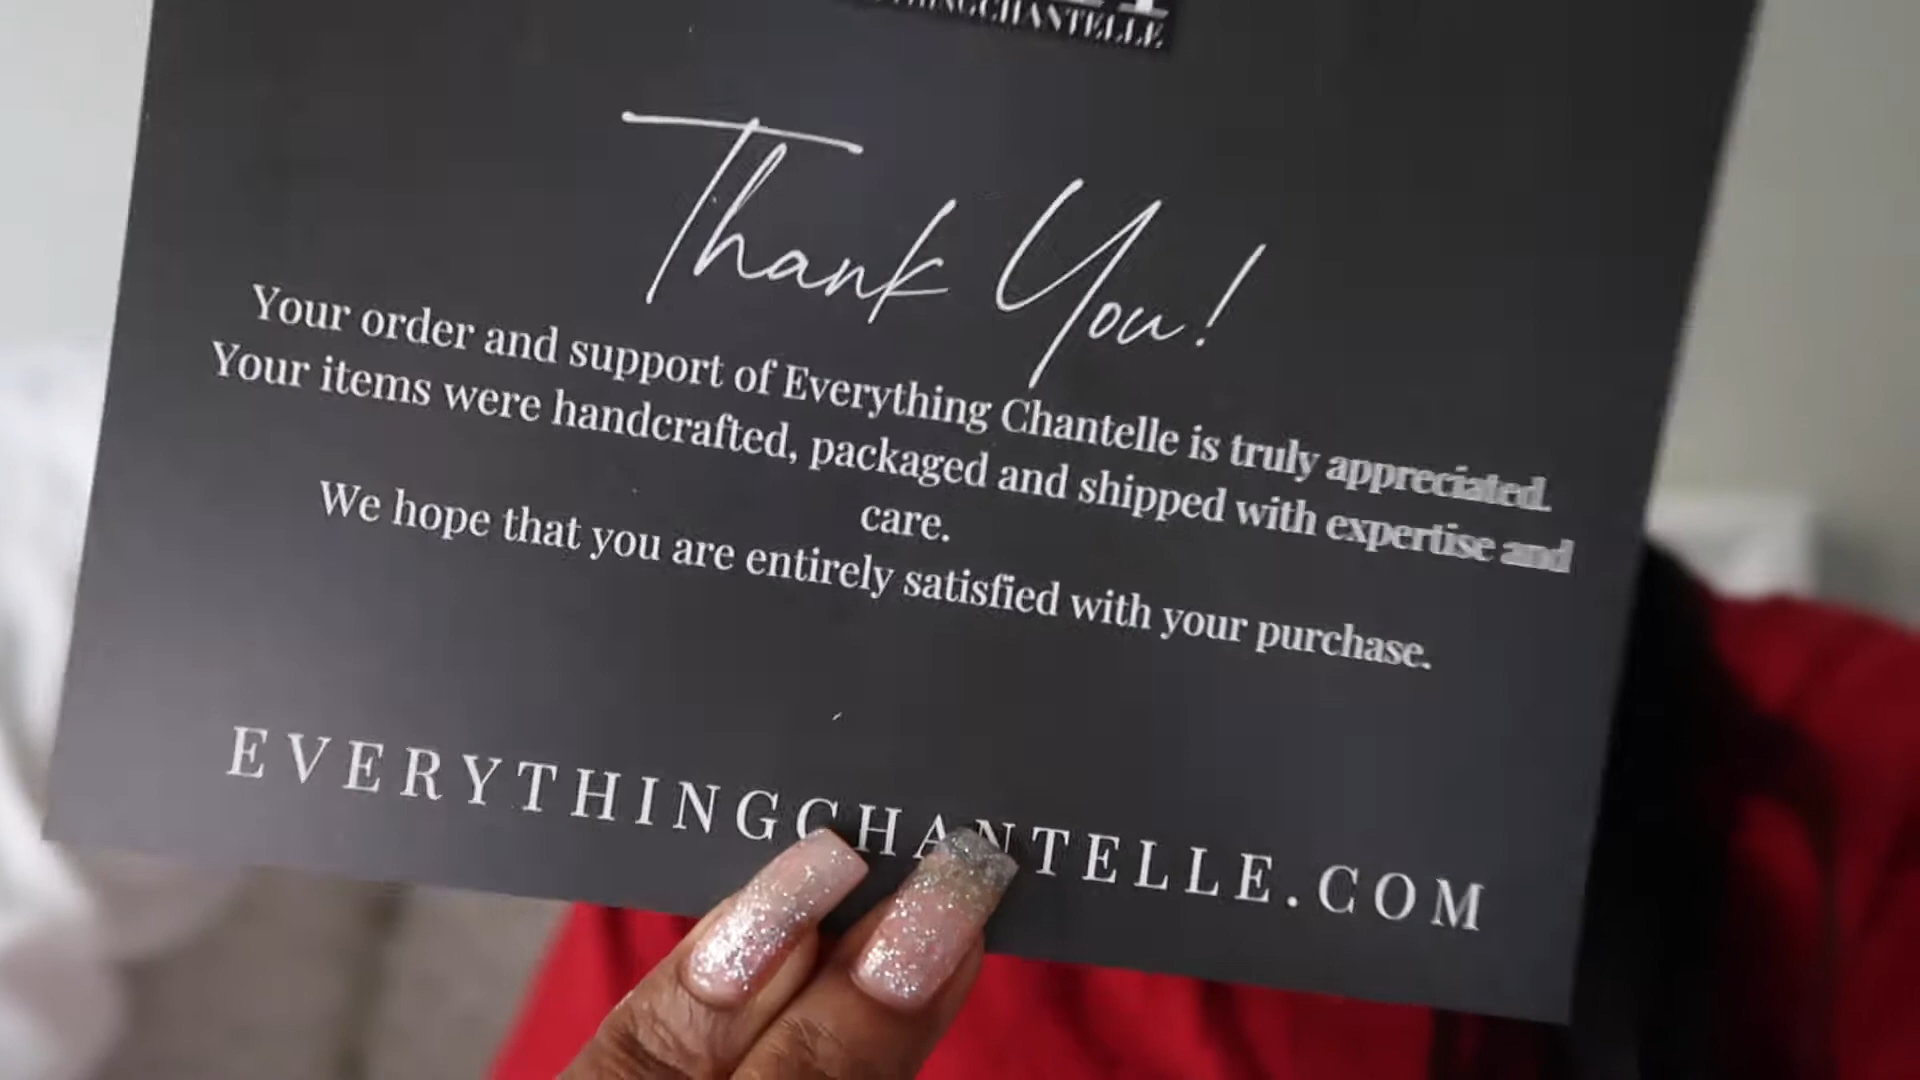 Thank You!
Your order and support of Everything Chantelle is truly appreciated.
Your items were handcrafted, packaged and shipped with expertise and
care.
We hope that you are entirely satisfied with your purchase.
EVERYTHINGCHANTELLE.COM